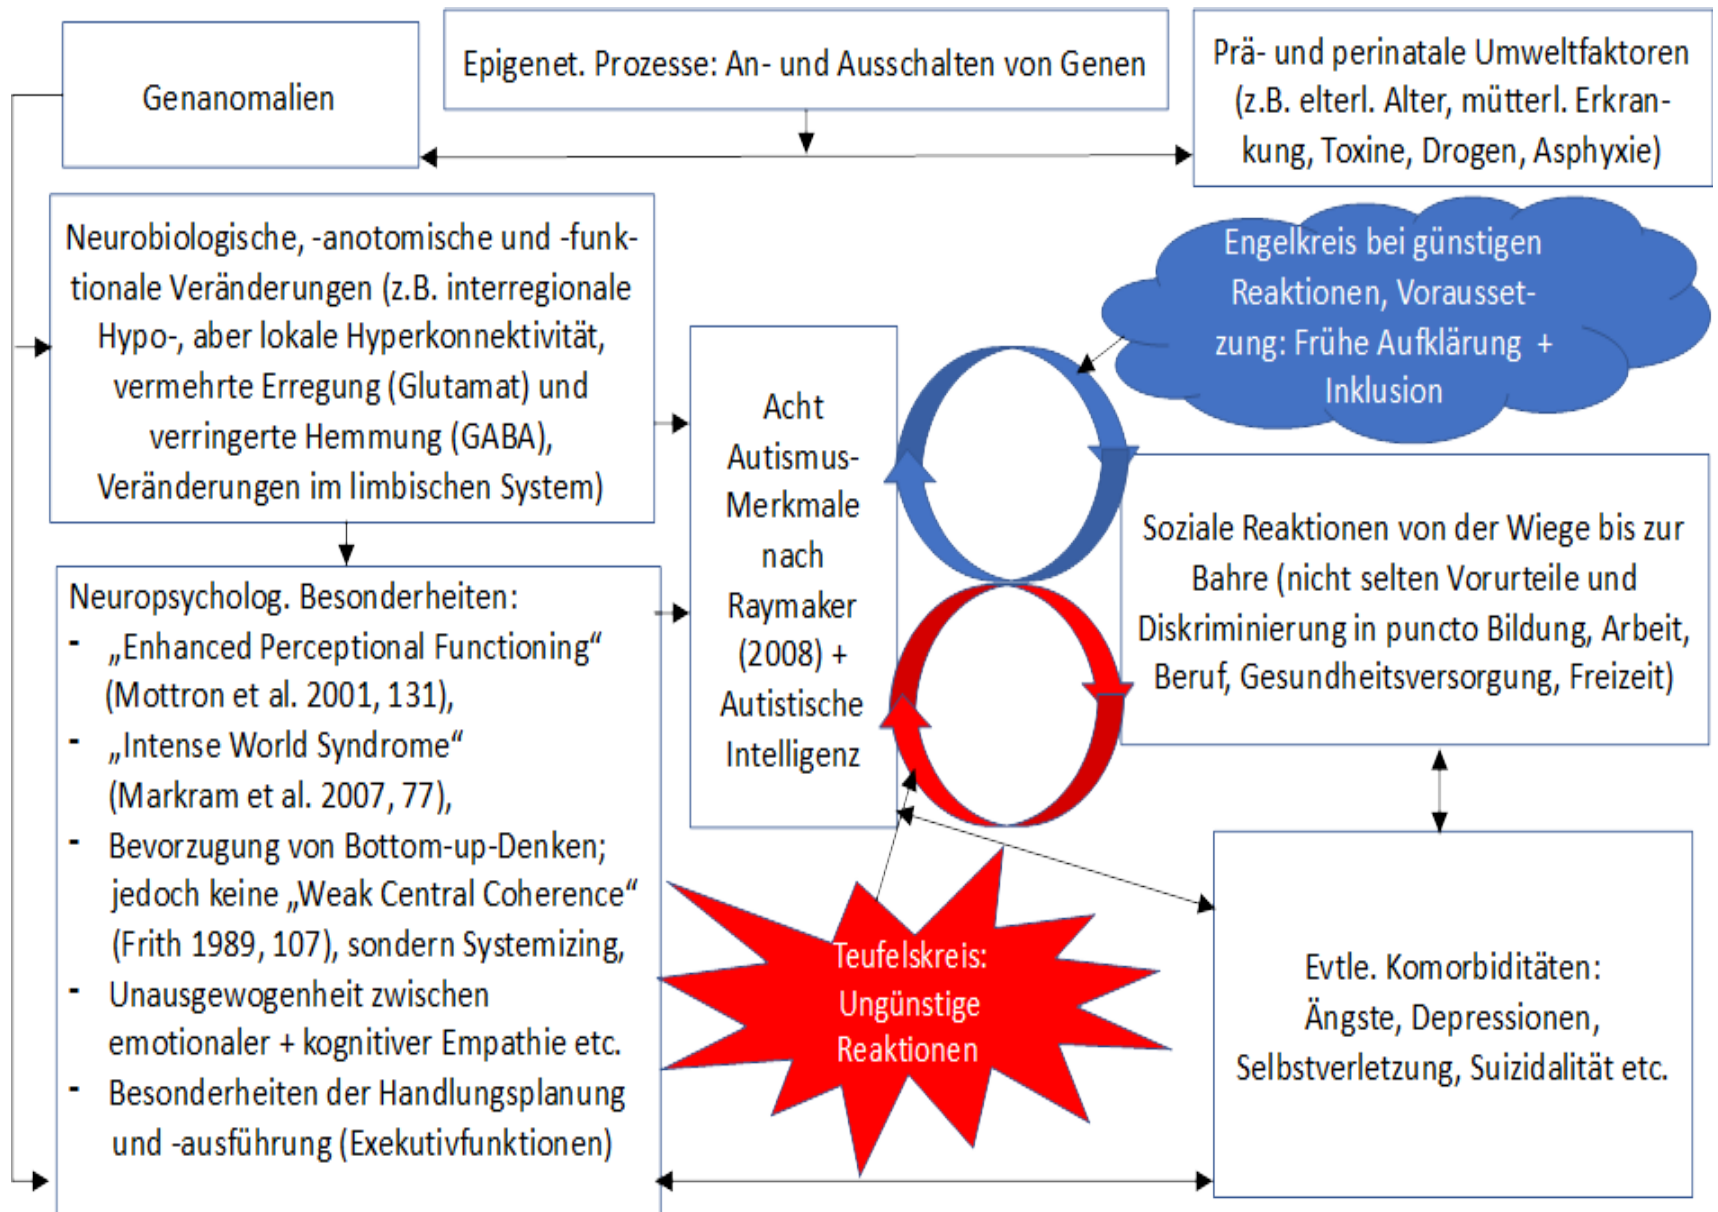 Genanomalien
Epigenet. Prozesse: An- und Ausschalten von Genen
Prä- und perinatale Umweltfaktoren
(z.B. elterl. Alter, mütterl. Erkran-
kung, Toxine, Drogen, Asphyxie)
Neurobiologische, -anotomische und -funk-
tionale Veränderungen (z.B. interregionale
Hypo-, aber lokale Hyperkonnektivität,
vermehrte Erregung (Glutamat) und
verringerte Hemmung (GABA),
Veränderungen im limbischen System)
Engelkreis bei günstigen
Reaktionen, Vorausset-
zung: Frühe Aufklärung +
Inklusion
Acht
Autismus-
Merkmale
nach
Raymaker
(2008) +
Autistische
Intelligenz
Soziale Reaktionen von der Wiege bis zur
Bahre (nicht selten Vorurteile und
Diskriminierung in puncto Bildung, Arbeit,
Beruf, Gesundheitsversorgung, Freizeit)
Neuropsycholog. Besonderheiten:
- „Enhanced Perceptional Functioning“
(Mottron et al. 2001, 131),
- „Intense World Syndrome“
(Markram et al. 2007, 77),
- Bevorzugung von Bottom-up-Denken;
jedoch keine „Weak Central Coherence“
(Frith 1989, 107), sondern Systemizing,
- Unausgewogenheit zwischen
emotionaler + kognitiver Empathie etc.
- Besonderheiten der Handlungsplanung
und -ausführung (Exekutivfunktionen)
Teufelskreis:
Ungünstige
Reaktionen
Evtle. Komorbiditäten:
Ängste, Depressionen,
Selbstverletzung, Suizidalität etc.